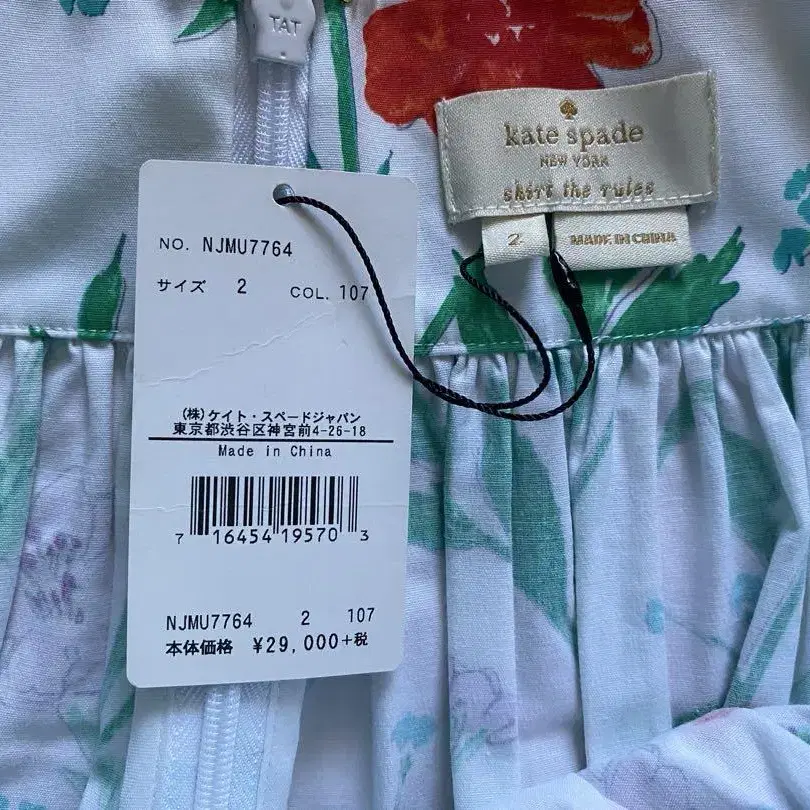 TAT
kate spade
NEW YORK
skirt the rules
2
MADE IN CHINA
NO. NJMU7764
サイズ 2 COL. 107
(株)ケイト・スペードジャパン
東京都渋谷区神宮前4-26-18
Made in China
7 16454 19570 3
NJMU7764 2 107
本体価格 ¥29,000+税